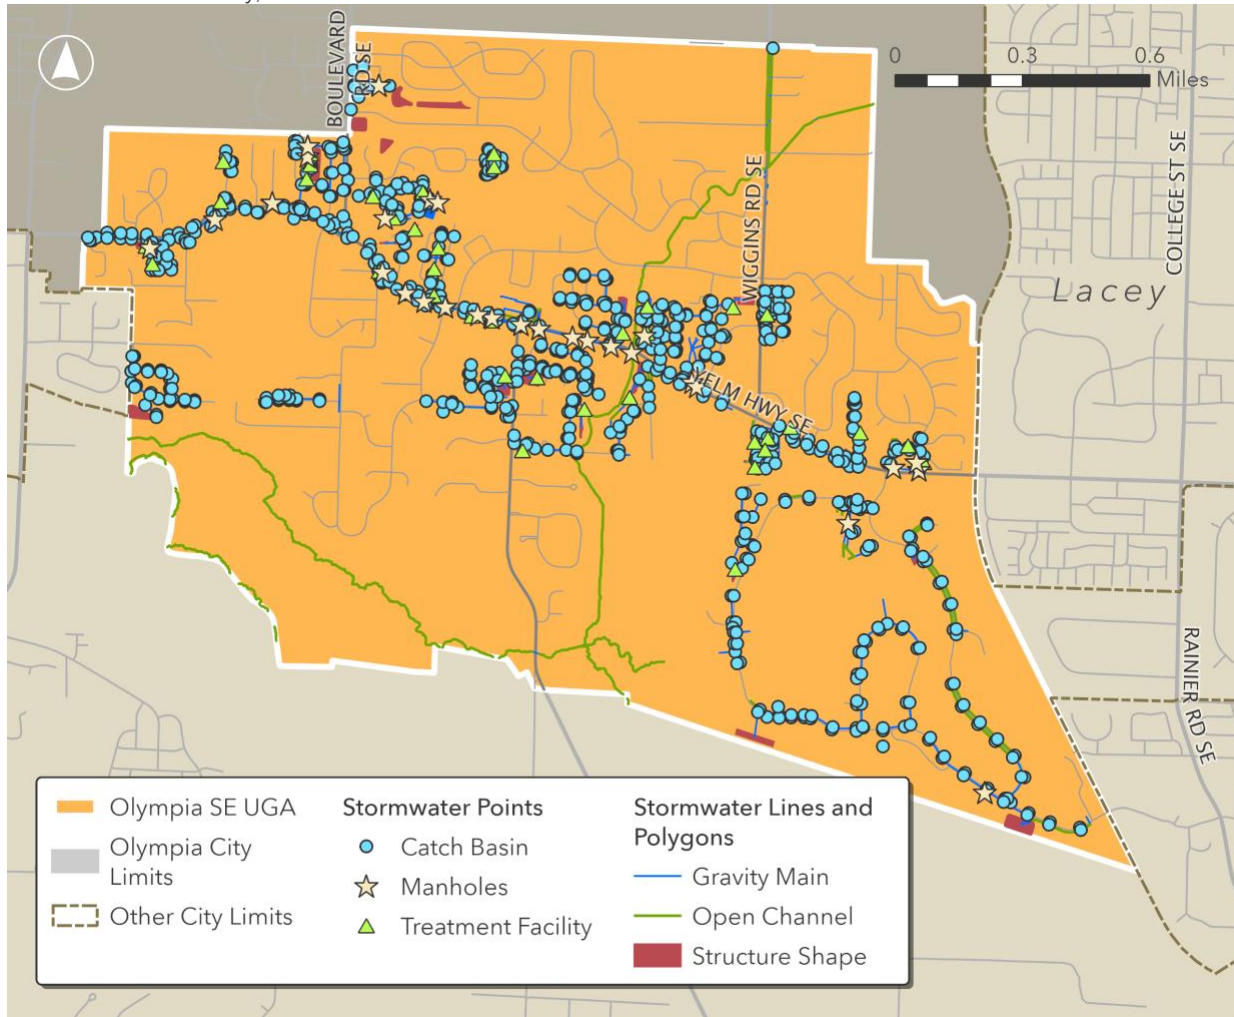 BOULEVARD
RD SE
0
0.3
0.6
Miles
WIGGINS RD SE
COLLEGE ST SE
Lacey
YELM HWY SE
RAINIER RD SE
Olympia SE UGA
Olympia City
Limits
Other City Limits
Stormwater Points
Catch Basin
Manholes
Treatment Facility
Stormwater Lines and
Polygons
Gravity Main
Open Channel
Structure Shape